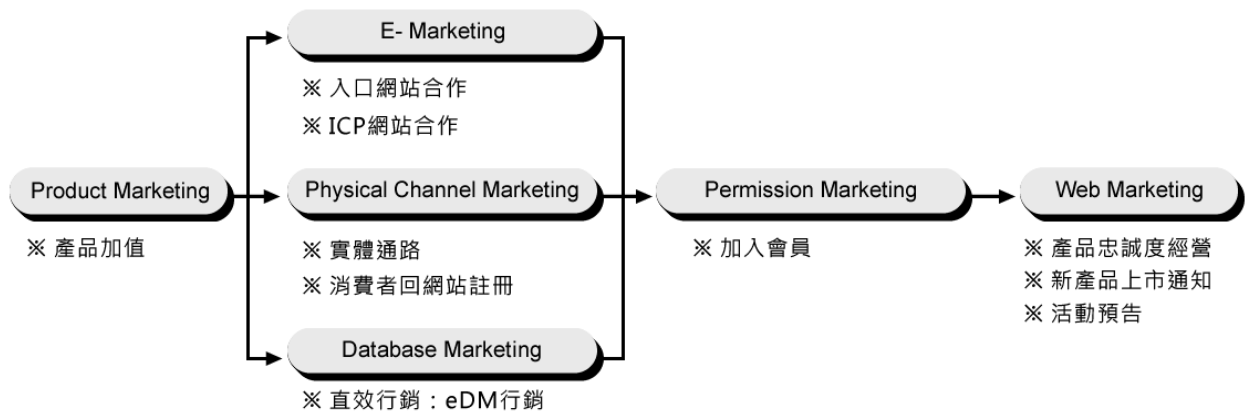 E- Marketing
※ 入口網站合作
※ ICP網站合作
Product Marketing
※ 產品加值
Physical Channel Marketing
※ 實體通路
※ 消費者回網站註冊
Database Marketing
※ 直效行銷：eDM行銷
Permission Marketing
※ 加入會員
Web Marketing
※ 產品忠誠度經營
※ 新產品上市通知
※ 活動預告